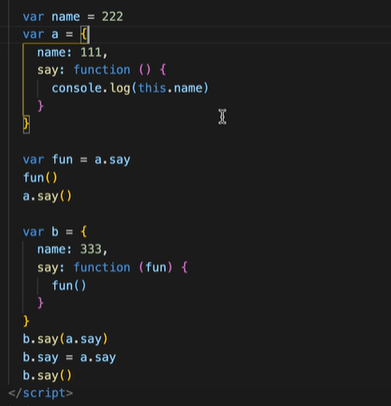 var name = 222
var a = {
  name: 111,
  say: function () {
    console.log(this.name)
  }
}

var fun = a.say
fun()
a.say()

var b = {
  name: 333,
  say: function (fun) {
    fun()
  }
}
b.say(a.say)
b.say = a.say
b.say()
</script>